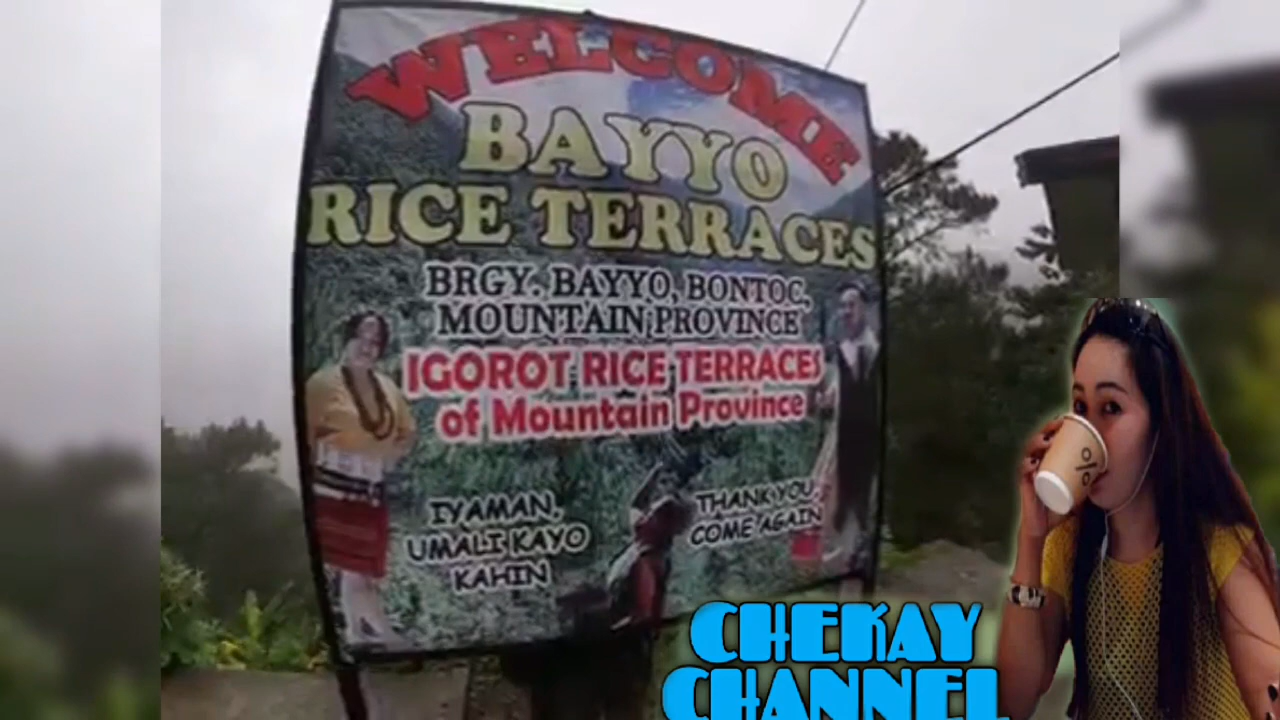 WELCOME
BAYYO
RICE TERRACES
BRGY. BAYYO, BONTOC,
MOUNTAIN PROVINCE
IGOROT RICE TERRACES
of Mountain Province
IYAMAN,
UMALI KAYO
KAHIN
THANK YOU,
COME AGAIN
%
CHEKAY
CHANNEL